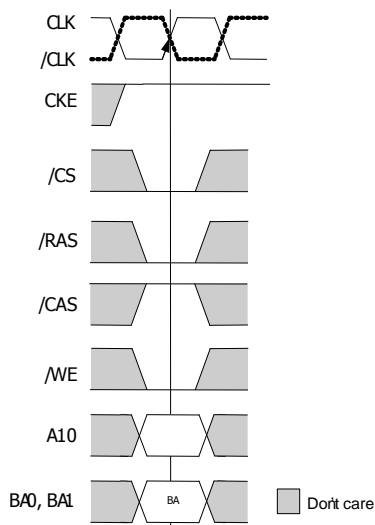 CLK
/CLK
CKE
/CS
/RAS
/CAS
/WE
A10
BA0, BA1
BA
Don't care